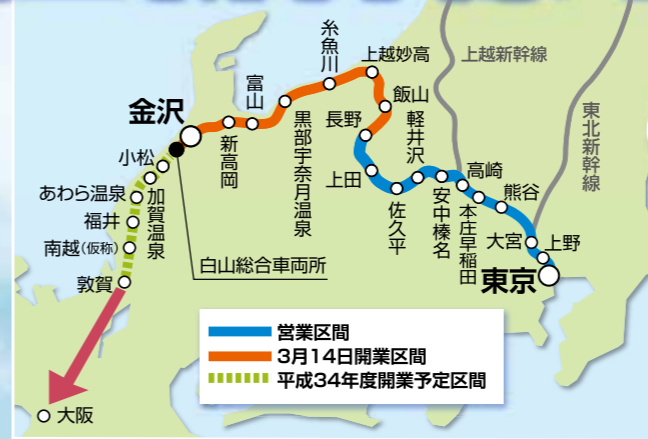 糸魚川
上越妙高
上越新幹線
富山
飯山
金沢
長野
軽井沢
東北新幹線
新高岡
黒部宇奈月温泉
高崎
小松
上田
熊谷
あわら温泉
加賀温泉
佐久平
安中榛名
本庄早稲田
福井
大宮
上野
南越(仮称)
白山総合車両所
東京
敦賀
営業区間
3月14日開業区間
平成34年度開業予定区間
大阪